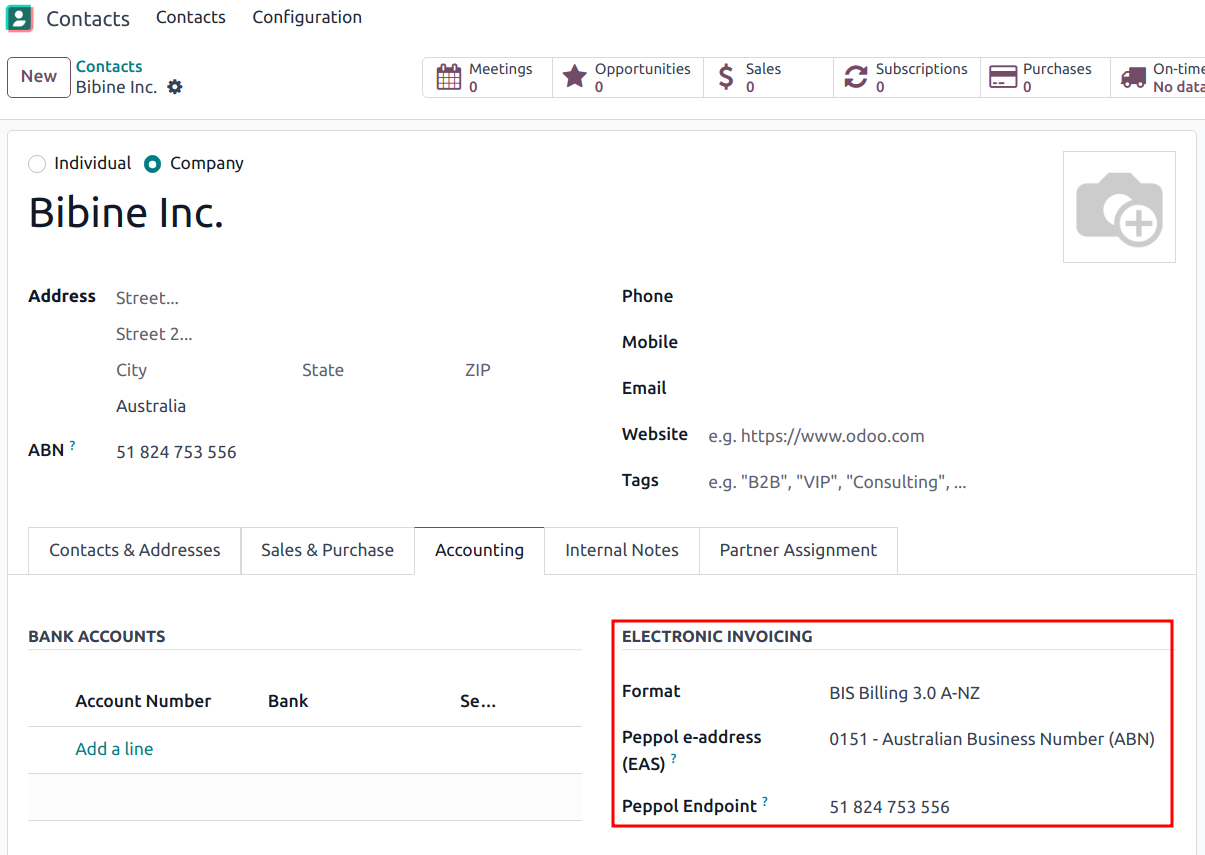 Contacts Contacts Configuration
New
Contacts
Bibine Inc.
Meetings
0
Opportunities
0
Sales
0
Subscriptions
0
Purchases
0
On-time
No data
Individual Company
Bibine Inc.
Address Street...
Street 2...
City State ZIP
Australia
ABN ? 51 824 753 556
Phone
Mobile
Email
Website e.g. https://www.odoo.com
Tags e.g. "B2B", "VIP", "Consulting", ...
Contacts & Addresses Sales & Purchase Accounting Internal Notes Partner Assignment
BANK ACCOUNTS
Account Number Bank Se...
Add a line
ELECTRONIC INVOICING
Format BIS Billing 3.0 A-NZ
Peppol e-address 0151 - Australian Business Number (ABN)
(EAS) ?
Peppol Endpoint ? 51 824 753 556